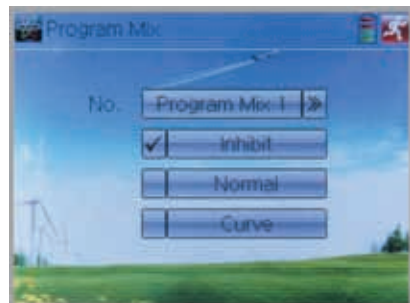 Program Mix
No. Program Mix 1 »
✓ Inhibit
Normal
Curve